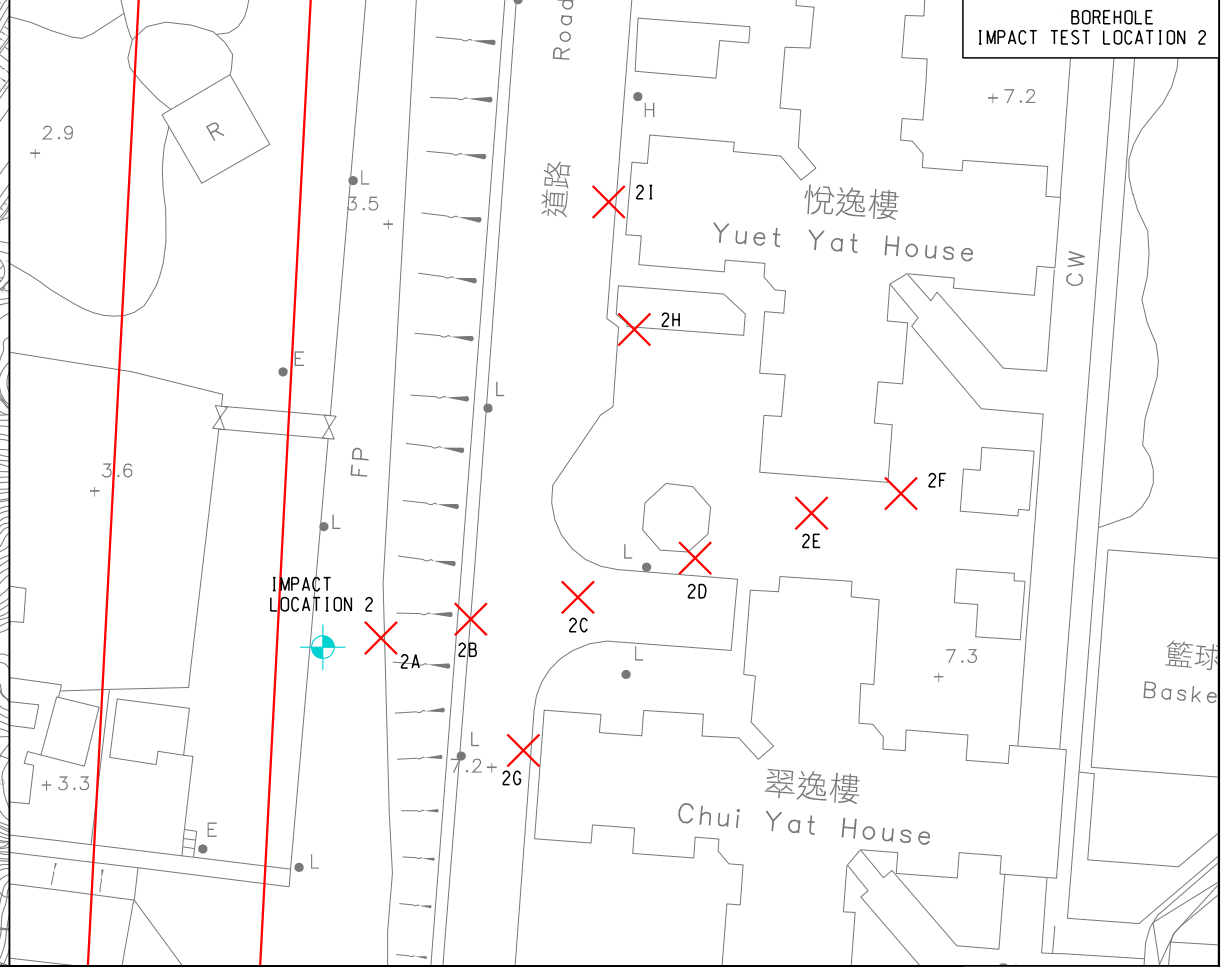 BOREHOLE
IMPACT TEST LOCATION 2
Road
H
7.2
2.9
R
L
3.5
道路
2I
悅逸樓
Yuet Yat House
CW
2H
E
L
FP
3.6
2F
L
2E
L
IMPACT
LOCATION 2
2D
2C
2B
2A
L
7.3
籃球
Baske
L
7.2
2G
3.3
翠逸樓
Chui Yat House
E
L